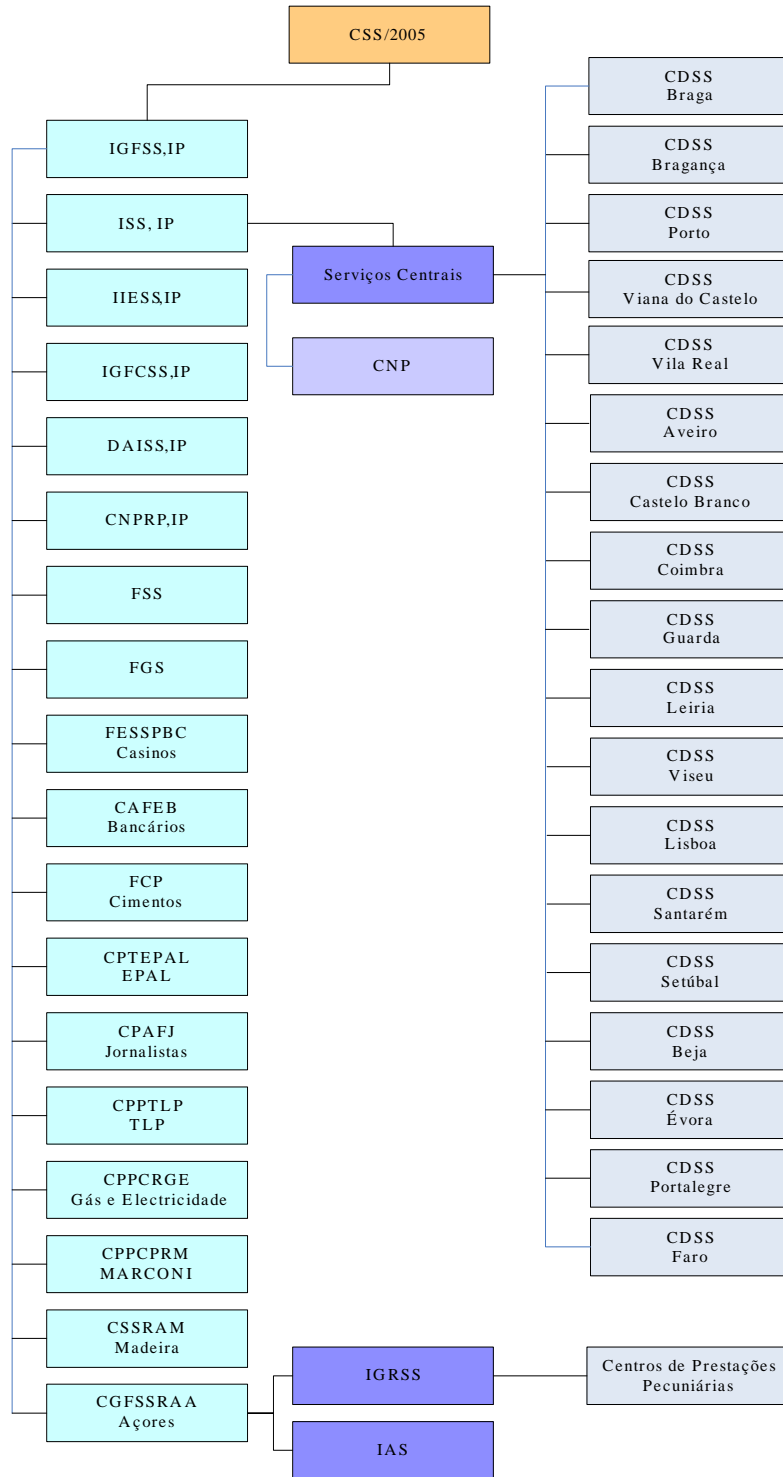 CSS/2005
IGFSS,IP
ISS, IP
IIESS,IP
IGFCSS,IP
DAISS,IP
CNPRP,IP
FSS
FGS
FESSPBC
Casinos
CAFEB
Bancários
FCP
Cimentos
CPTEPAL
EPAL
CPAFJ
Jornalistas
CPPTLP
TLP
CPPCRGE
Gás e Electricidade
CPPCPRM
MARCONI
CSSRAM
Madeira
CGFSSRAA
Açores
Serviços Centrais
CNP
IGRSS
IAS
CDSS
Braga
CDSS
Bragança
CDSS
Porto
CDSS
Viana do Castelo
CDSS
Vila Real
CDSS
Aveiro
CDSS
Castelo Branco
CDSS
Coimbra
CDSS
Guarda
CDSS
Leiria
CDSS
Viseu
CDSS
Lisboa
CDSS
Santarém
CDSS
Setúbal
CDSS
Beja
CDSS
Évora
CDSS
Portalegre
CDSS
Faro
Centros de Prestações
Pecuniárias